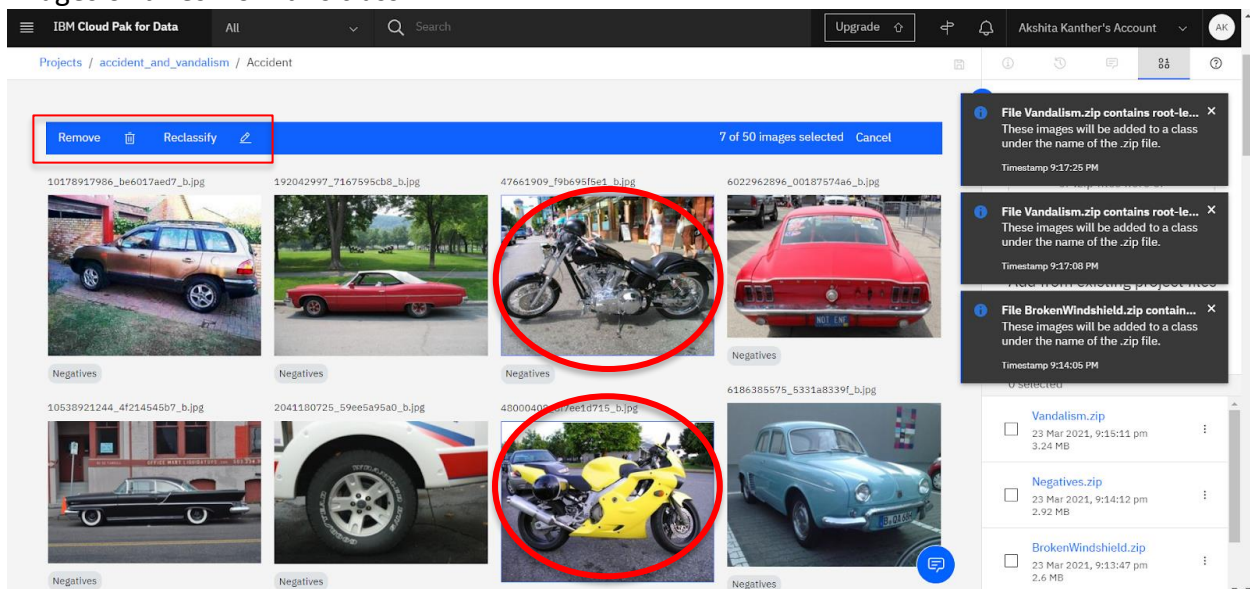 IBM Cloud Pak for Data
All
Search
Upgrade
Akshita Kanther's Account
AK
Projects / accident_and_vandalism / Accident
Remove
Reclassify
7 of 50 images selected Cancel
10178917986_be6017aed7_b.jpg
192042997_7167595cb8_b.jpg
47661909_f9b695f5e1_b.jpg
6022962896_00187574a6_b.jpg
NOT ENF
Negatives
Negatives
Negatives
Negatives
10538921244_4f214545b7_b.jpg
2041180725_59ee5a95a0_b.jpg
6186385575_5331a8339f_b.jpg
Negatives
Negatives
Negatives
File Vandalism.zip contains root-le...
These images will be added to a class
under the name of the .zip file.
Timestamp 9:17:25 PM
File Vandalism.zip contains root-le...
These images will be added to a class
under the name of the .zip file.
Timestamp 9:17:08 PM
Add from existing project files
File BrokenWindshield.zip contain...
These images will be added to a class
under the name of the .zip file.
Timestamp 9:14:05 PM
0 selected
Vandalism.zip
23 Mar 2021, 9:15:11 pm
3.24 MB
Negatives.zip
23 Mar 2021, 9:14:12 pm
2.92 MB
BrokenWindshield.zip
23 Mar 2021, 9:13:47 pm
2.6 MB